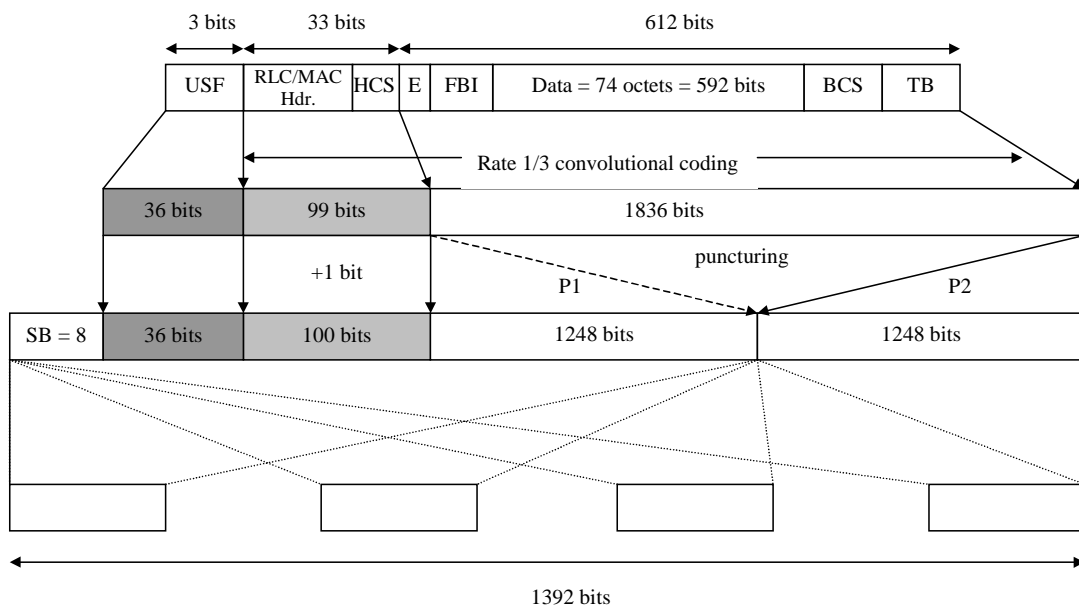 3 bits
33 bits
612 bits
USF
RLC/MAC
Hdr.
HCS
E
FBI
Data = 74 octets = 592 bits
BCS
TB
Rate 1/3 convolutional coding
36 bits
99 bits
1836 bits
+1 bit
puncturing
P1
P2
SB = 8
36 bits
100 bits
1248 bits
1248 bits
1392 bits